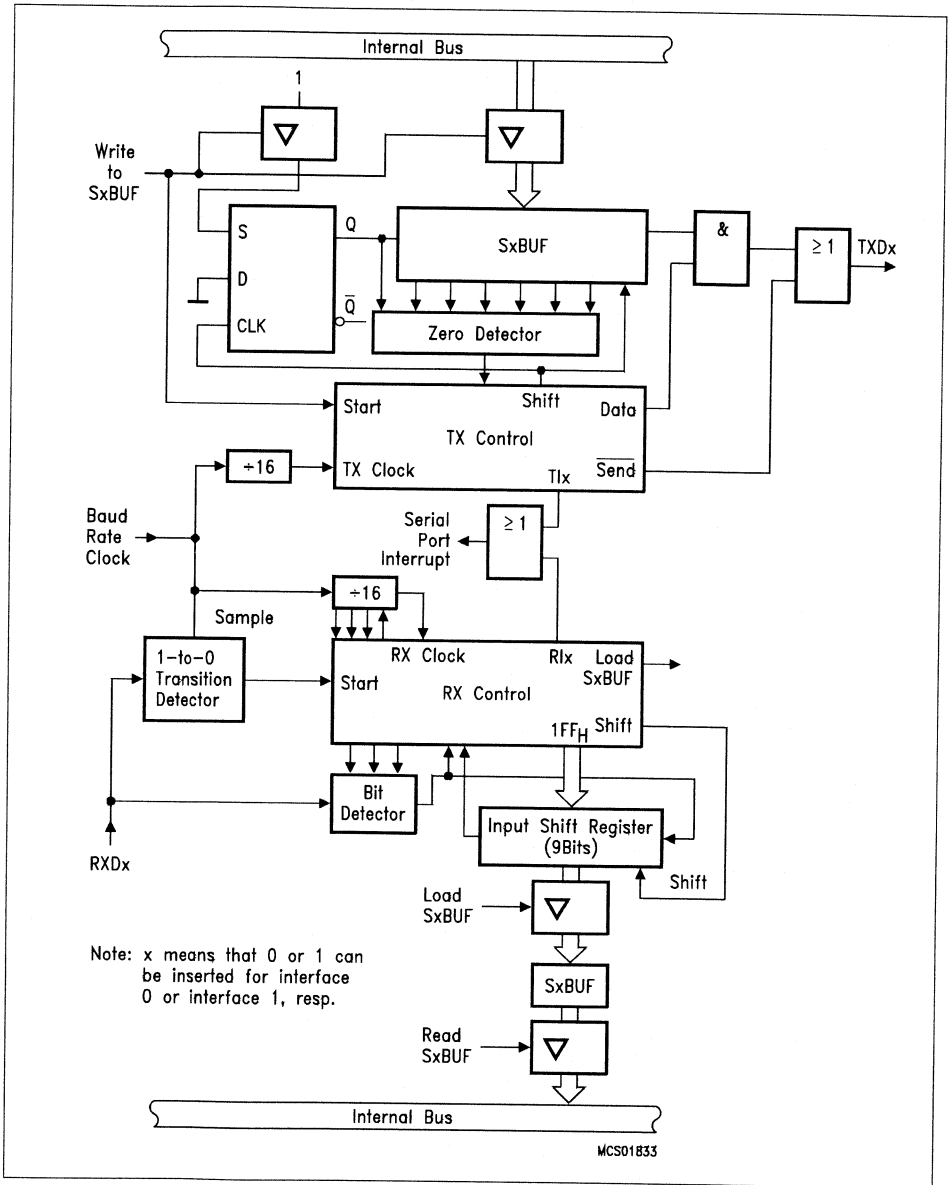 Internal Bus
1
Write
to
SxBUF
S
D
CLK
Q
Q̅
SxBUF
&
≥1
TXDx
Zero Detector
Start
Shift
Data
TX Control
TX Clock
TIx
S̅e̅n̅d̅
÷16
Baud
Rate
Clock
Serial
Port
Interrupt
≥1
÷16
Sample
1-to-0
Transition
Detector
RX Clock
RIx
Load
SxBUF
Start
RX Control
1FFH
Shift
Bit
Detector
Input Shift Register
(9Bits)
RXDx
Shift
Load
SxBUF
Note: x means that 0 or 1 can
be inserted for interface
0 or interface 1, resp.
SxBUF
Read
SxBUF
Internal Bus
MCS01833